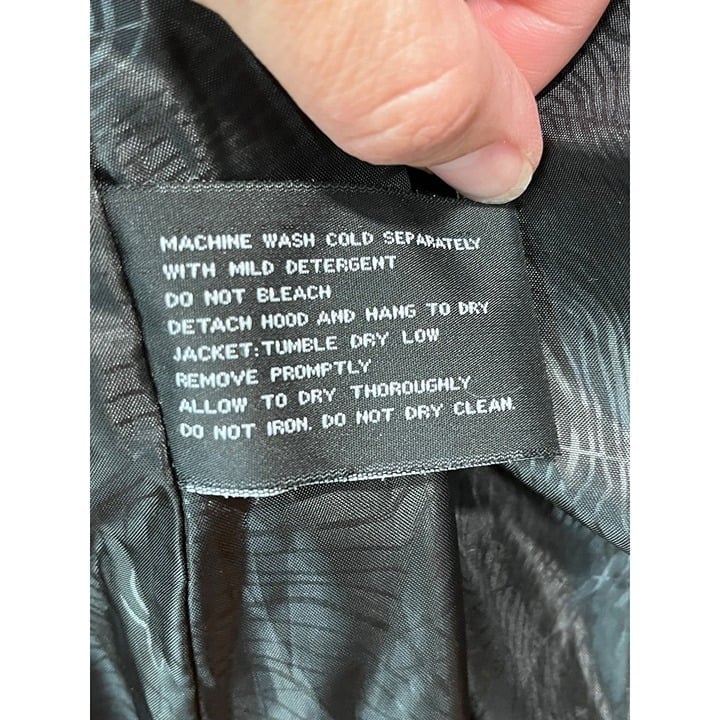 MACHINE WASH COLD SEPARATELY
WITH MILD DETERGENT
DO NOT BLEACH
DETACH HOOD AND HANG TO DRY
JACKET:TUMBLE DRY LOW
REMOVE PROMPTLY
ALLOW TO DRY THOROUGHLY
DO NOT IRON. DO NOT DRY CLEAN.